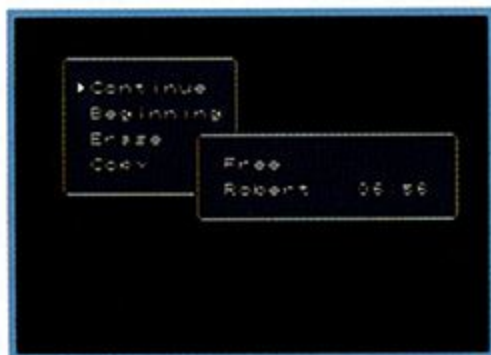 Continue
Beginning
Erase
Copy
Free
Robert 06:56